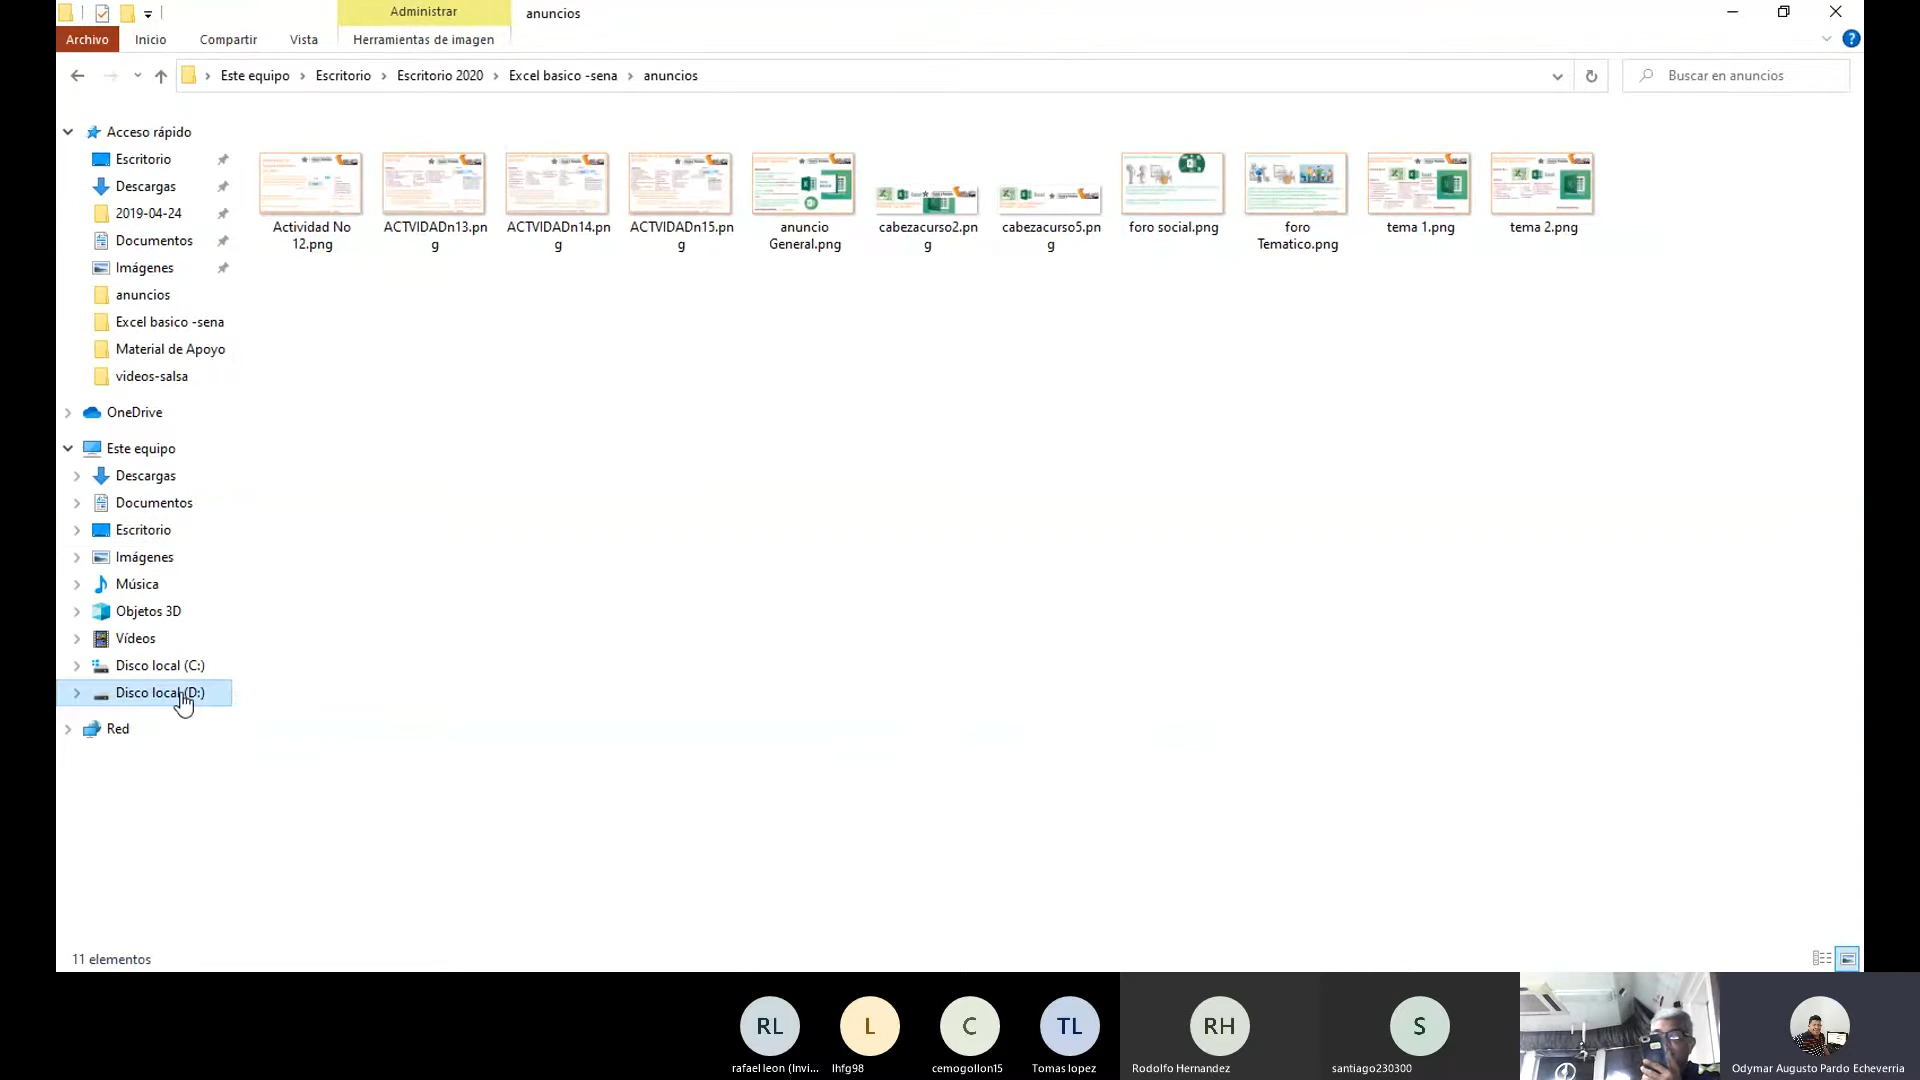 Administrar
anuncios
Archivo
Inicio
Compartir
Vista
Herramientas de imagen
Este equipo
Escritorio
Escritorio 2020
Excel basico -sena
anuncios
Buscar en anuncios
Acceso rápido
Escritorio
Descargas
2019-04-24
Documentos
Imágenes
anuncios
Excel basico -sena
Material de Apoyo
videos-salsa
OneDrive
Este equipo
Descargas
Documentos
Escritorio
Imágenes
Música
Objetos 3D
Vídeos
Disco local (C:)
Disco local (D:)
Red
Actividad No
12.png
ACTVIDADn13.pn
g
ACTVIDADn14.pn
g
ACTVIDADn15.pn
g
anuncio
General.png
cabezacurso2.pn
g
cabezacurso5.pn
g
foro social.png
foro
Tematico.png
tema 1.png
tema 2.png
11 elementos
RL
rafael leon (Invi...
L
lhfg98
C
cemogollon15
TL
Tomas lopez
RH
Rodolfo Hernandez
S
santiago230300
Odymar Augusto Pardo Echeverria